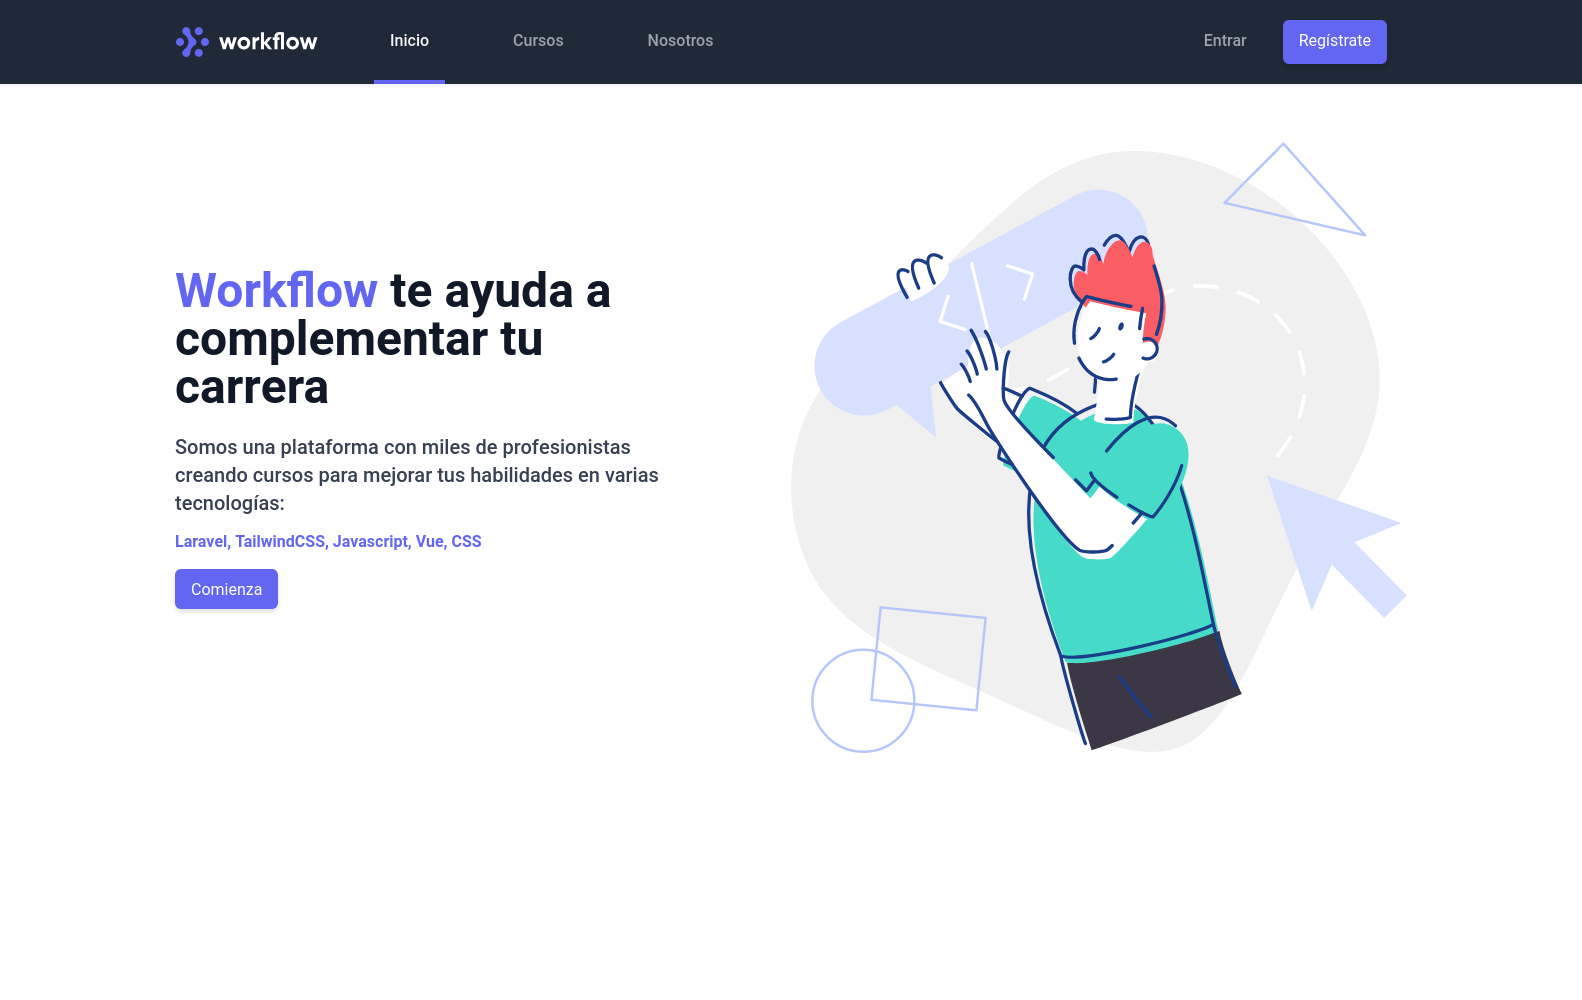 workflow
Inicio
Cursos
Nosotros
Entrar
Regístrate
Workflow te ayuda a
complementar tu
carrera
Somos una plataforma con miles de profesionistas
creando cursos para mejorar tus habilidades en varias
tecnologías:
Laravel, TailwindCSS, Javascript, Vue, CSS
Comienza